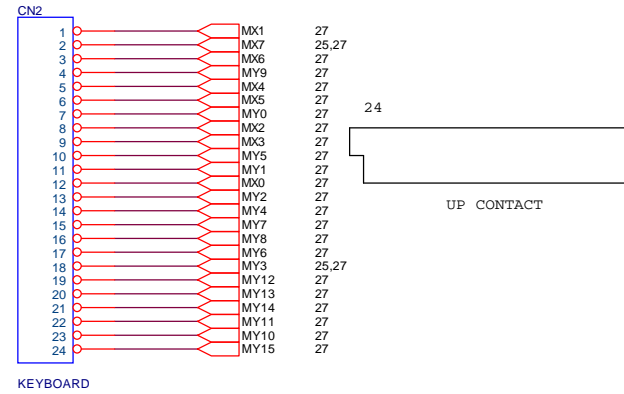 CN2
1 MX1 27
2 MX7 25,27
3 MX6 27
4 MY9 27
5 MX4 27
6 MX5 27
7 MY0 27
8 MX2 27
9 MX3 27
10 MY5 27
11 MY1 27
12 MX0 27
13 MY2 27
14 MY4 27
15 MY7 27
16 MY8 27
17 MY6 27
18 MY3 25,27
19 MY12 27
20 MY13 27
21 MY14 27
22 MY11 27
23 MY10 27
24 MY15 27
KEYBOARD
24
UP CONTACT